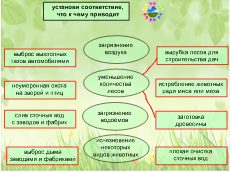 установи соответствие,
что к чему приводит
загрязнение
воздуха
выброс выхлопных
газов автомобилями
вырубка лесов для
строительства дач
уменьшение
количества
лесов
неумеренная охота
на зверей и птиц
истребление животных
ради мяса или меха
слив сточных вод
с заводов и фабрик
загрязнение
водоёмов
заготовка
древесины
исчезновение
некоторых
видов животных
выброс дыма
заводами и фабриками
плохая очистка
сточных вод